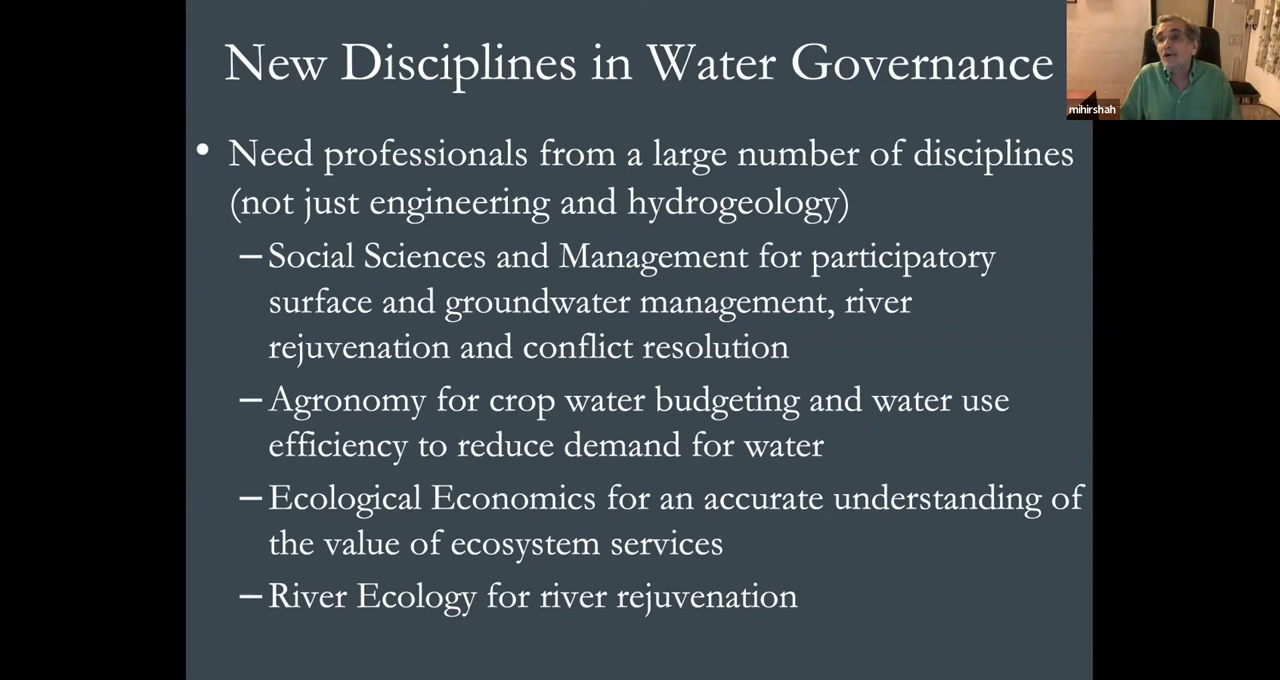 New Disciplines in Water Governance
mihirshah
• Need professionals from a large number of disciplines
(not just engineering and hydrogeology)
– Social Sciences and Management for participatory
surface and groundwater management, river
rejuvenation and conflict resolution
– Agronomy for crop water budgeting and water use
efficiency to reduce demand for water
– Ecological Economics for an accurate understanding of
the value of ecosystem services
– River Ecology for river rejuvenation